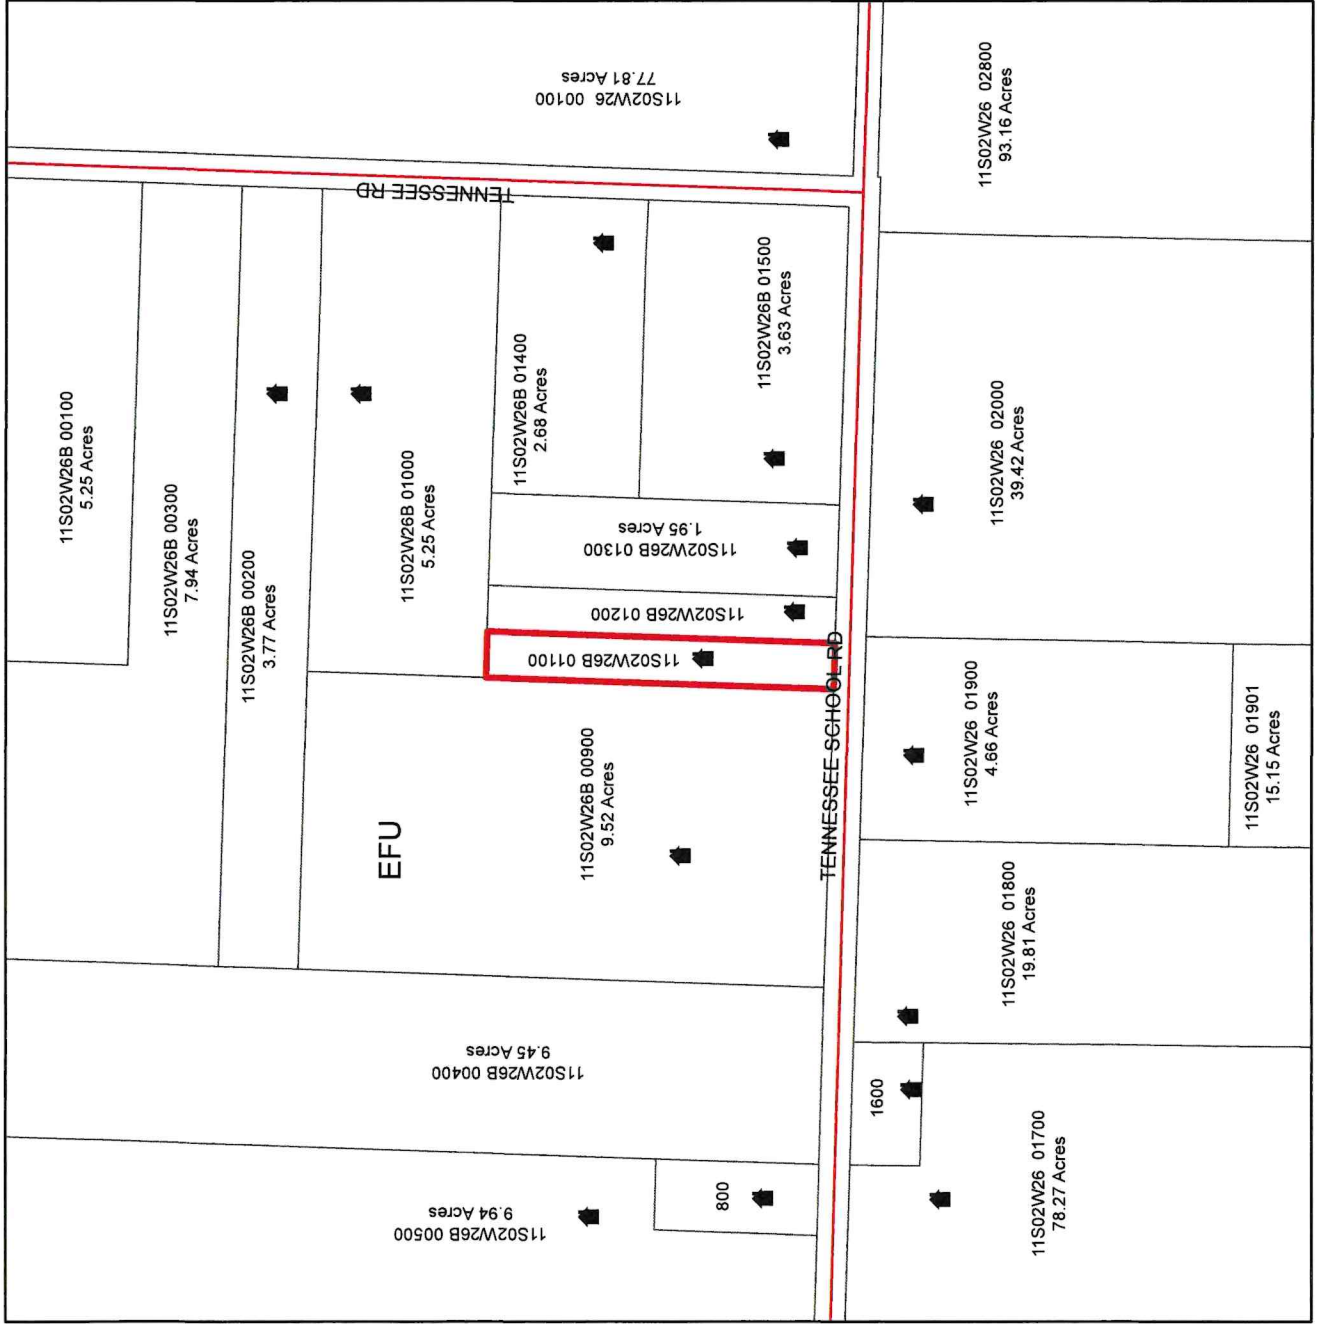 11S02W26 00100
77.81 Acres
11S02W26 02800
93.16 Acres
TENNESSEE RD
11S02W26B 00100
5.25 Acres
11S02W26B 00300
7.94 Acres
11S02W26B 00200
3.77 Acres
11S02W26B 01000
5.25 Acres
11S02W26B 01400
2.68 Acres
11S02W26B 01500
3.63 Acres
11S02W26 02000
39.42 Acres
11S02W26B 01300
1.95 Acres
11S02W26B 01200
11S02W26B 01100
TENNESSEE SCHOOL RD
11S02W26 01900
4.66 Acres
11S02W26 01901
15.15 Acres
EFU
11S02W26B 00900
9.52 Acres
11S02W26 01800
19.81 Acres
11S02W26B 00400
9.45 Acres
1600
11S02W26B 00500
9.94 Acres
800
11S02W26 01700
78.27 Acres